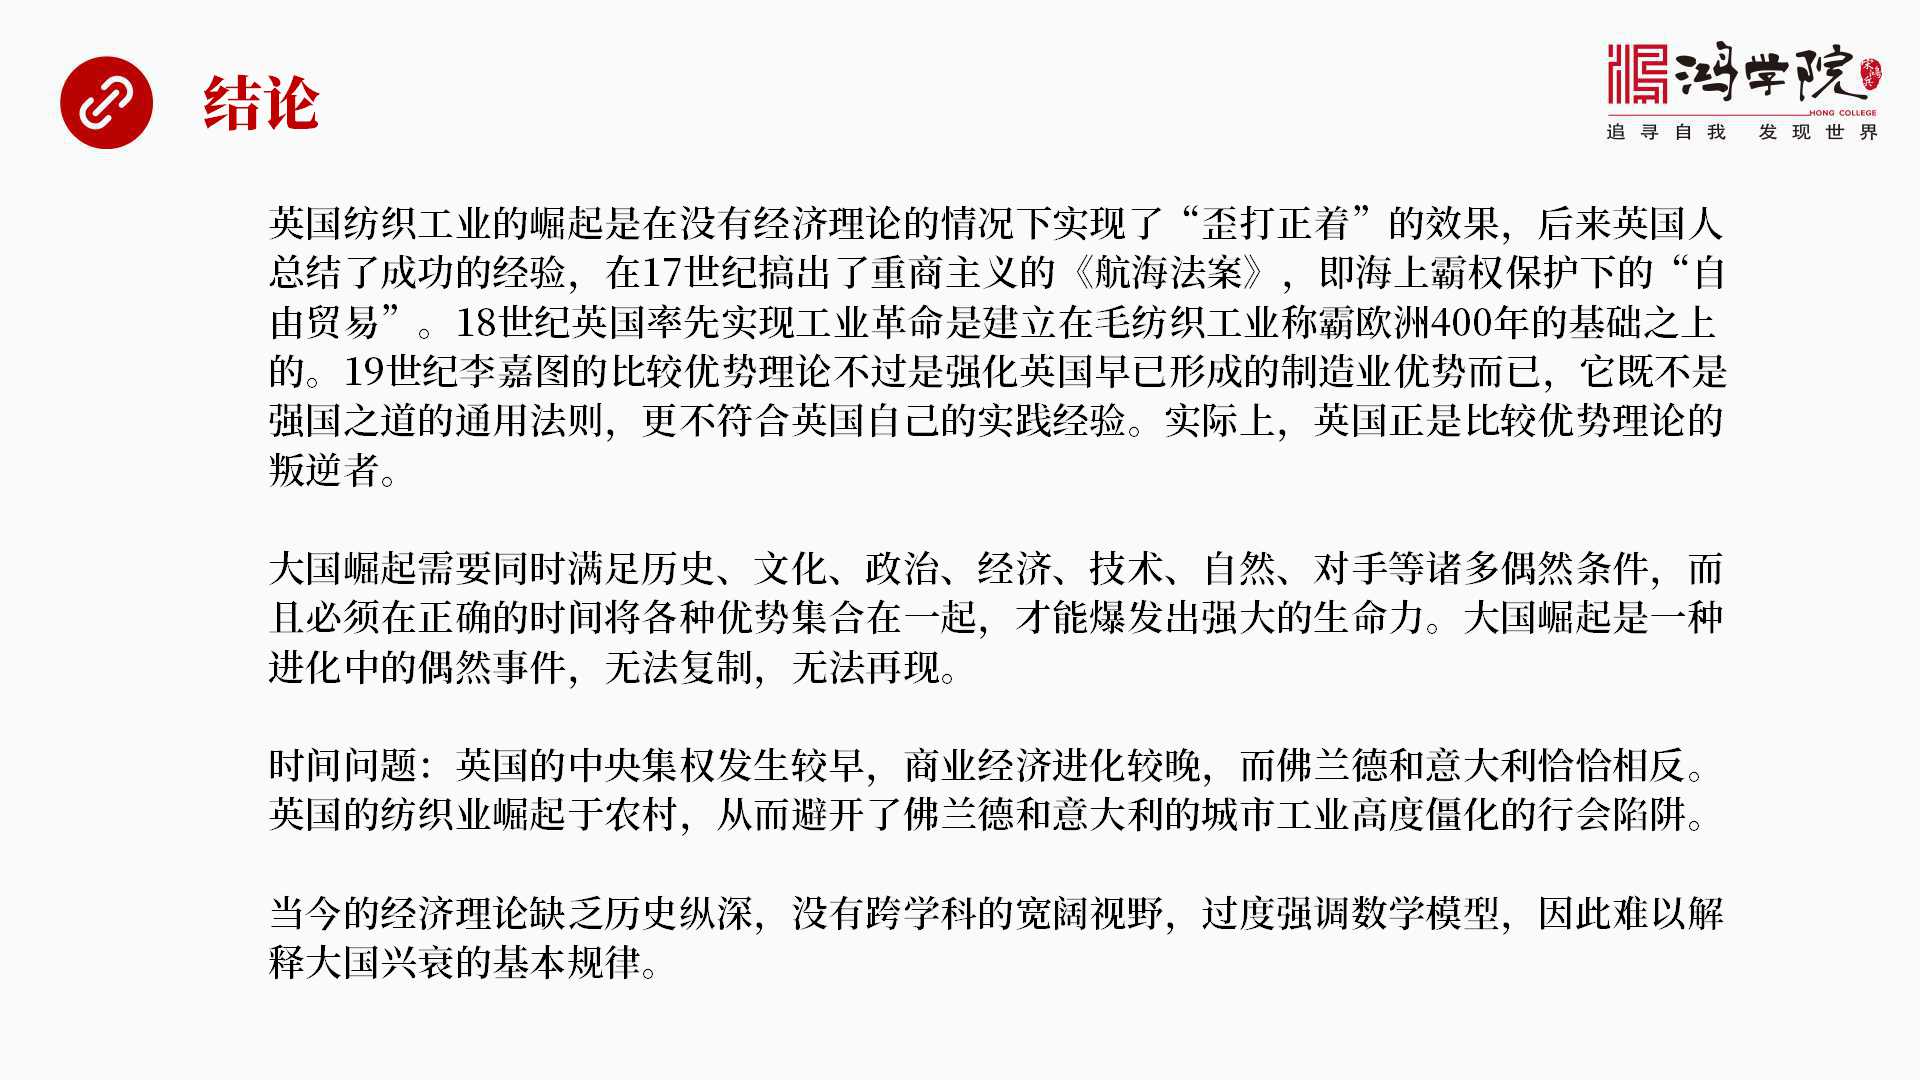 结论
鸿学院
宋鸿兵
HONG COLLEGE
追寻自我 发现世界
英国纺织工业的崛起是在没有经济理论的情况下实现了“歪打正着”的效果，后来英国人
总结了成功的经验，在17世纪搞出了重商主义的《航海法案》，即海上霸权保护下的“自
由贸易”。18世纪英国率先实现工业革命是建立在毛纺织工业称霸欧洲400年的基础之上
的。19世纪李嘉图的比较优势理论不过是强化英国早已形成的制造业优势而已，它既不是
强国之道的通用法则，更不符合英国自己的实践经验。实际上，英国正是比较优势理论的
叛逆者。
大国崛起需要同时满足历史、文化、政治、经济、技术、自然、对手等诸多偶然条件，而
且必须在正确的时间将各种优势集合在一起，才能爆发出强大的生命力。大国崛起是一种
进化中的偶然事件，无法复制，无法再现。
时间问题：英国的中央集权发生较早，商业经济进化较晚，而佛兰德和意大利恰恰相反。
英国的纺织业崛起于农村，从而避开了佛兰德和意大利的城市工业高度僵化的行会陷阱。
当今的经济理论缺乏历史纵深，没有跨学科的宽阔视野，过度强调数学模型，因此难以解
释大国兴衰的基本规律。